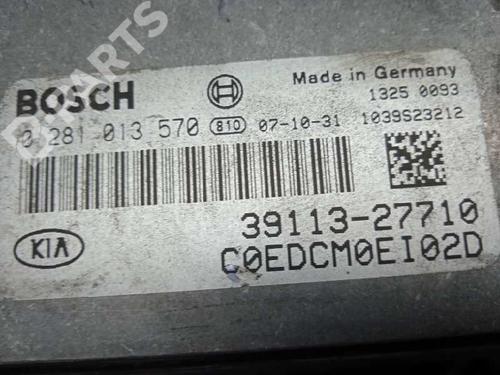 B PARTS
BOSCH
Made in Germany
1325 0093
0 281 013 570 810 07-10-31 1039S23212
39113-27710
KIA
C0EDCM0EI02D